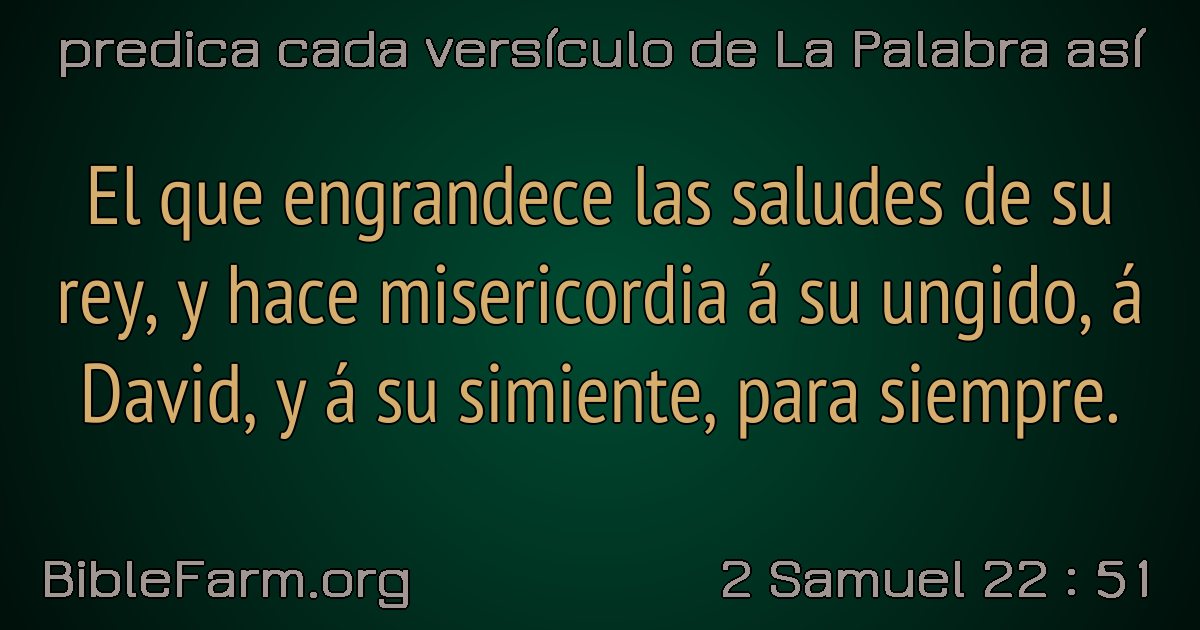 predica cada versículo de La Palabra así
El que engrandece las saludes de su
rey, y hace misericordia á su ungido, á
David, y á su simiente, para siempre.
BibleFarm.org
2 Samuel 22 : 51